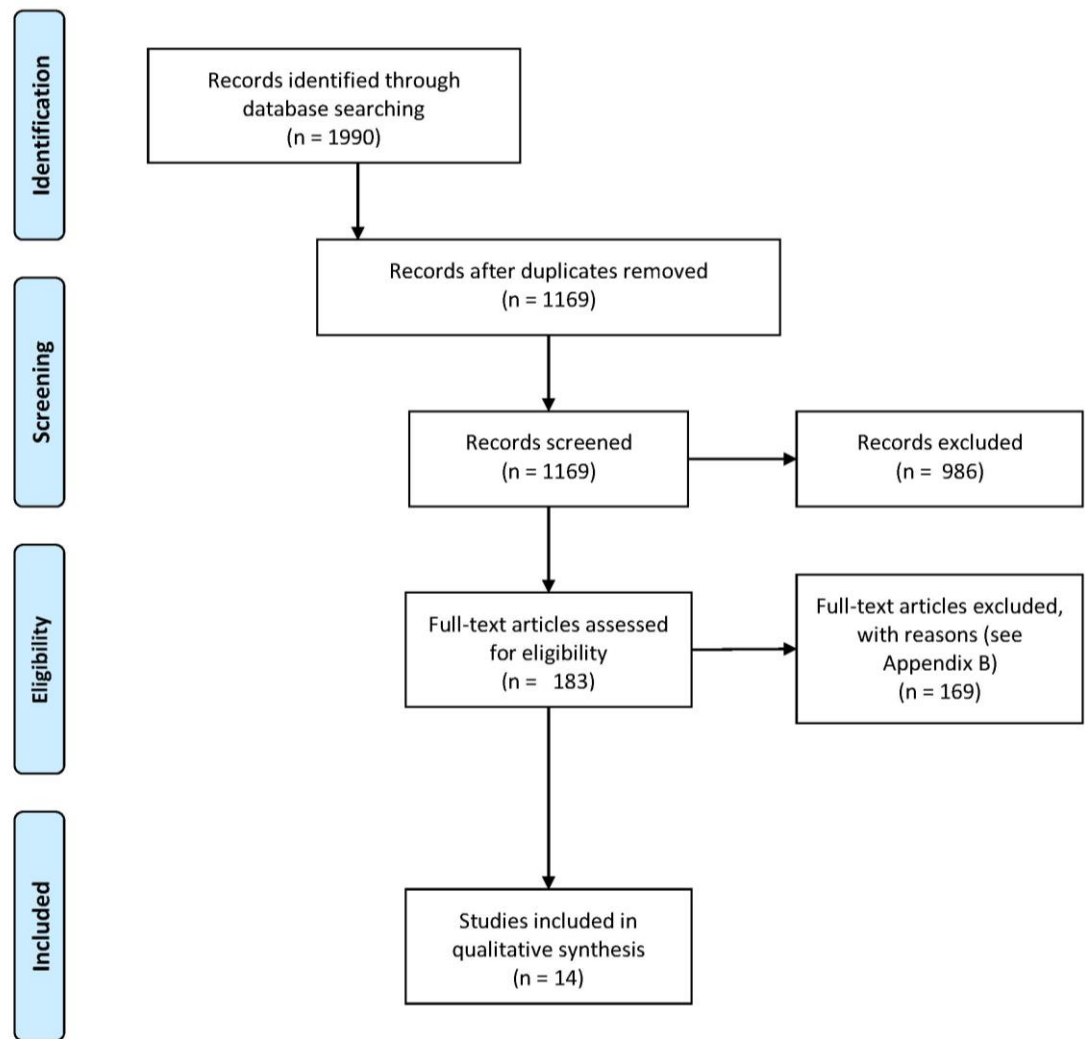 Identification
Records identified through
database searching
(n = 1990)
Records after duplicates removed
(n = 1169)
Screening
Records screened
(n = 1169)
Records excluded
(n = 986)
Eligibility
Full-text articles assessed
for eligibility
(n = 183)
Full-text articles excluded,
with reasons (see
Appendix B)
(n = 169)
Included
Studies included in
qualitative synthesis
(n = 14)